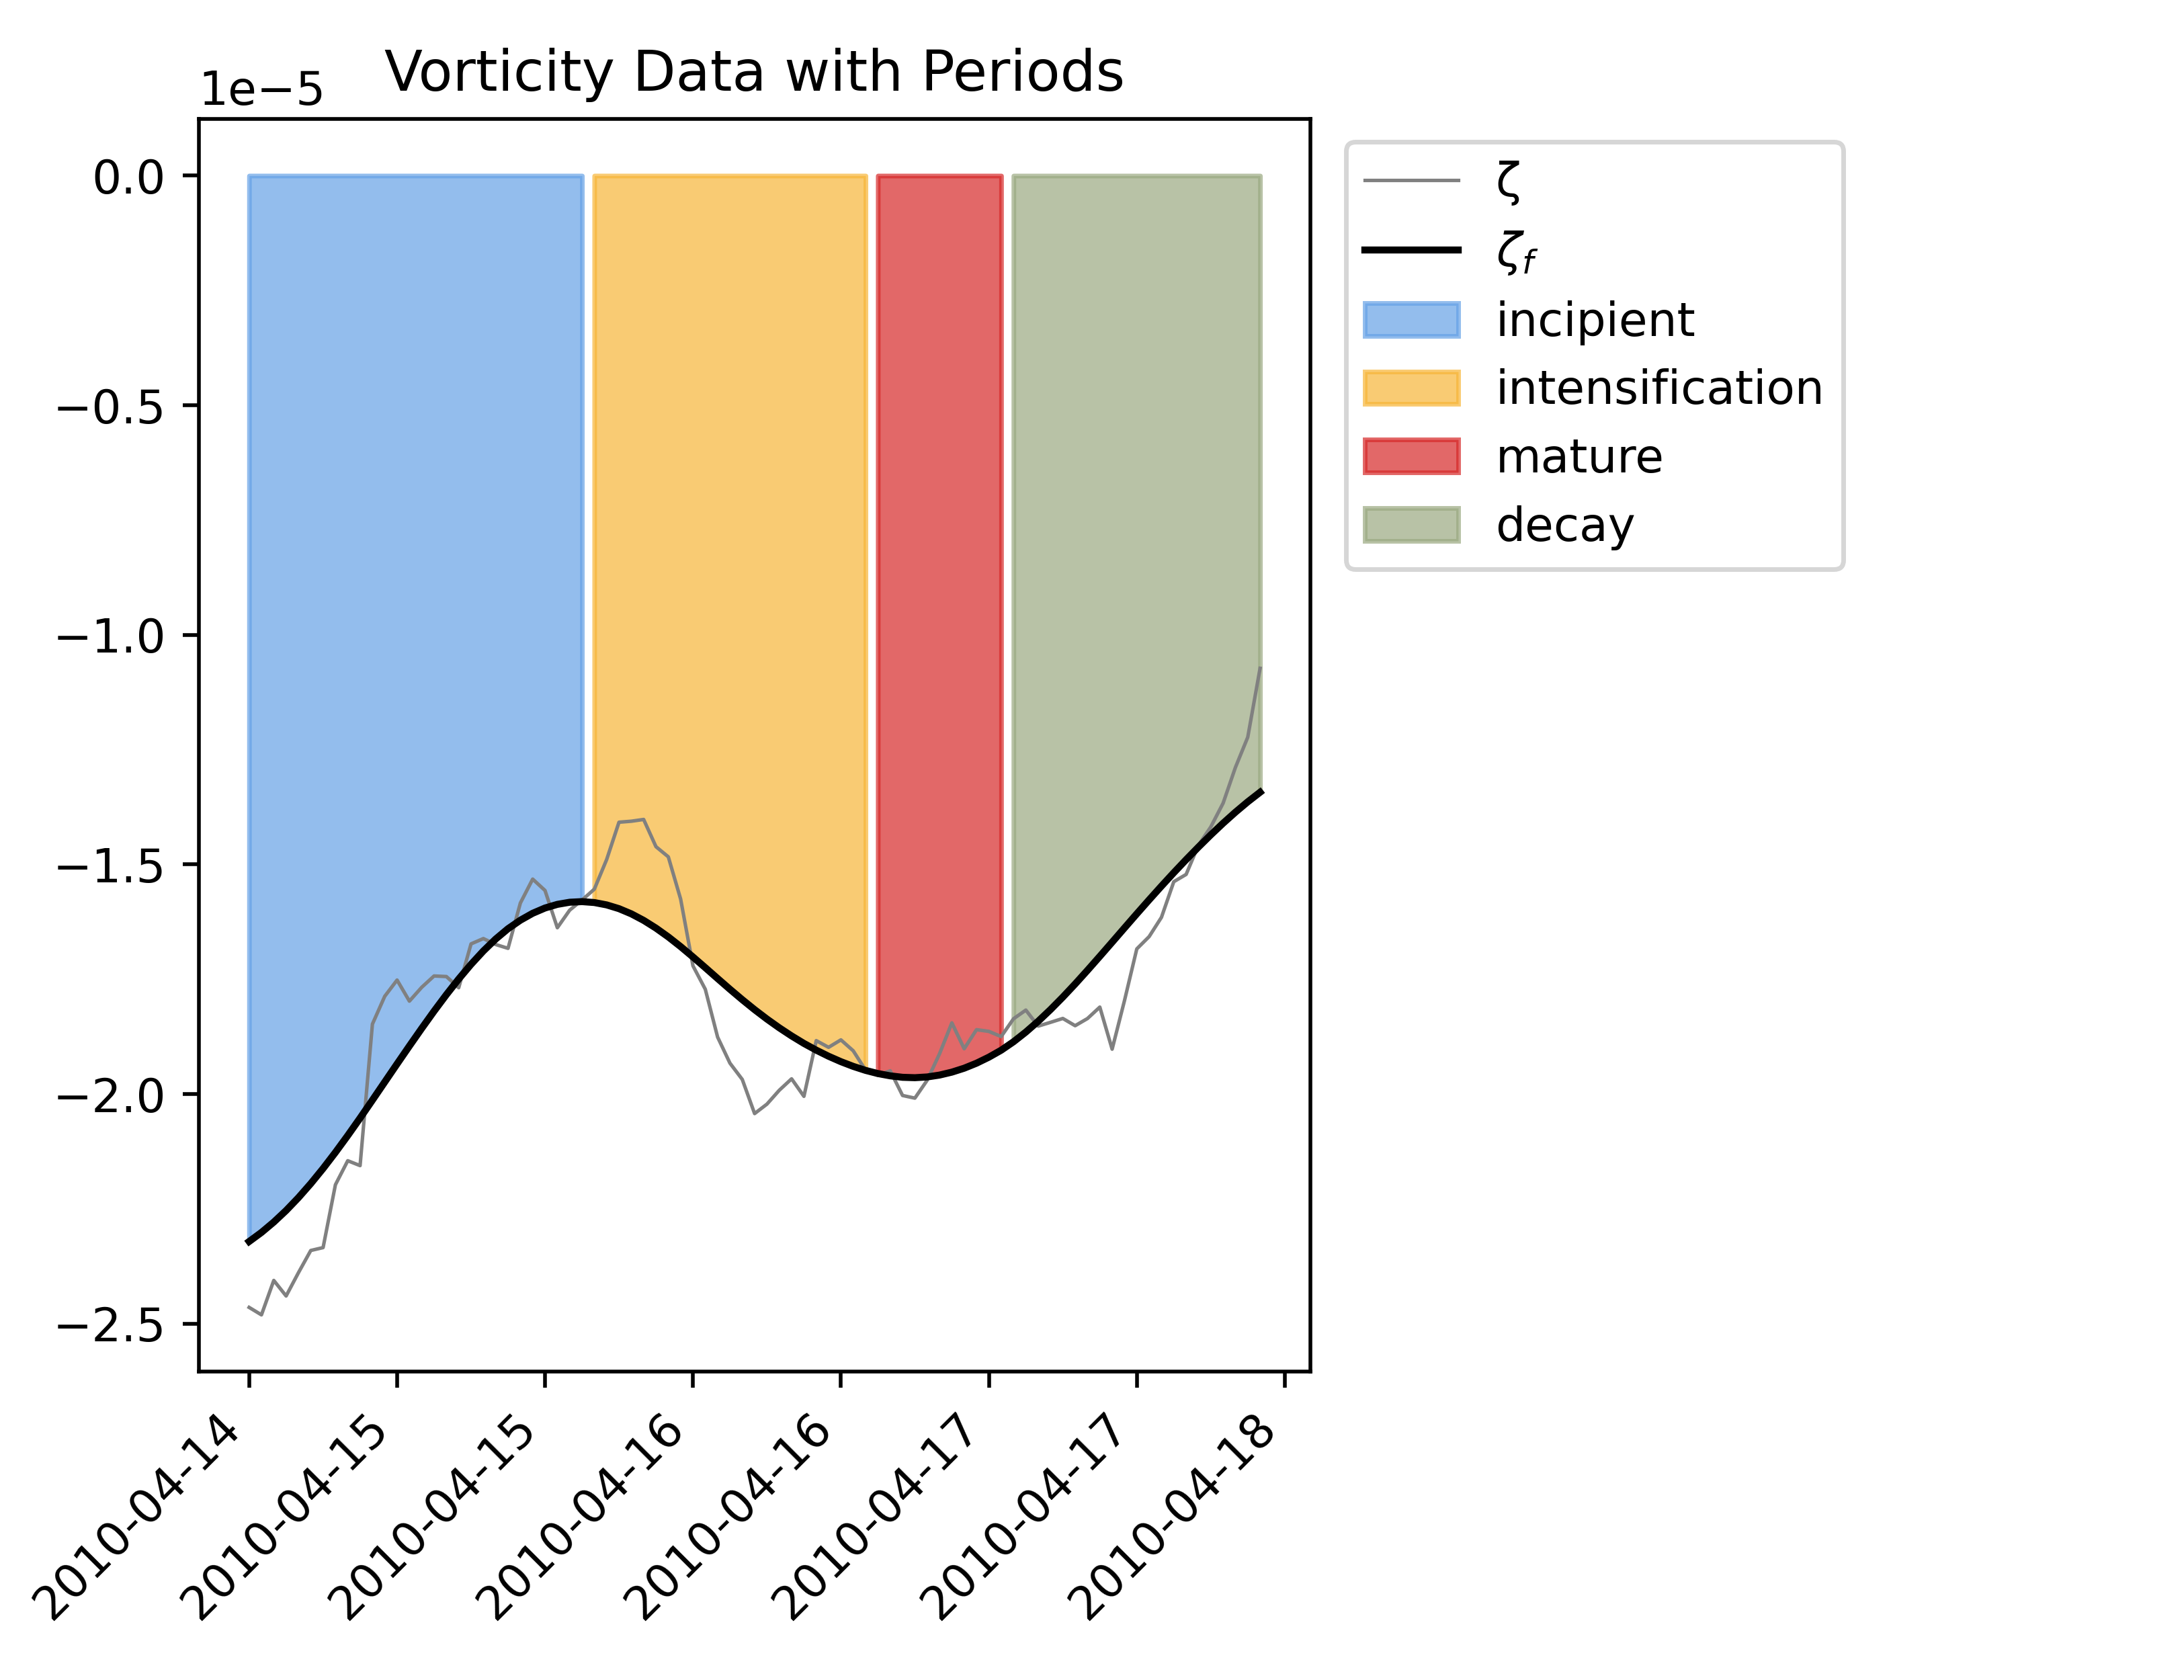 Vorticity Data with Periods
1e−5
0.0
−0.5
−1.0
−1.5
−2.0
−2.5
2010-04-14
2010-04-15
2010-04-15
2010-04-16
2010-04-16
2010-04-17
2010-04-17
2010-04-18
ζ
ζf
incipient
intensification
mature
decay